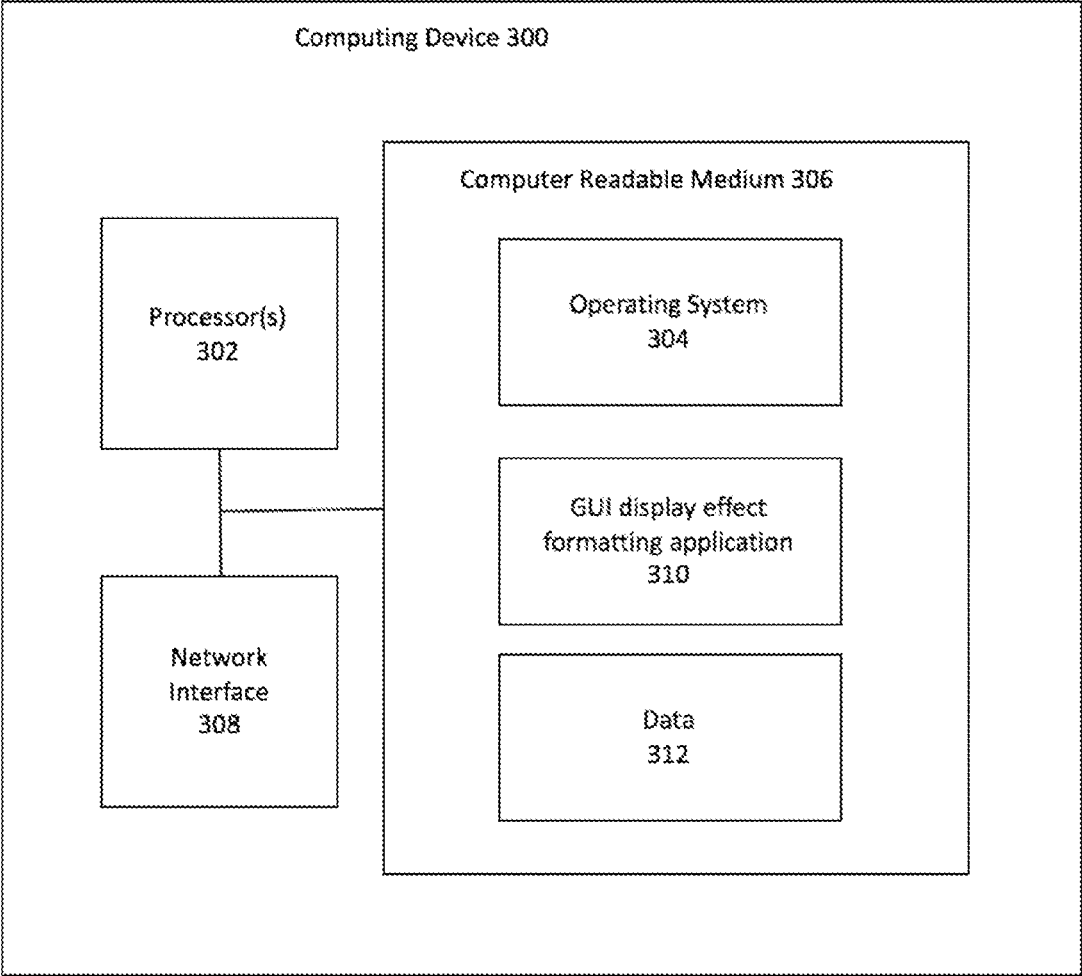 Computing Device 300
Computer Readable Medium 306
Processor(s)
302
Operating System
304
GUI display effect
formatting application
310
Network
Interface
308
Data
312